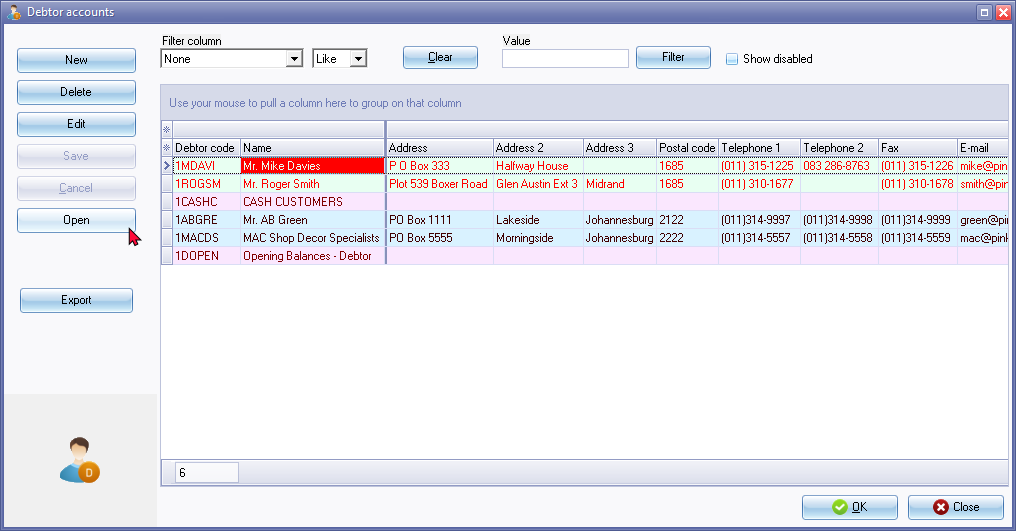 Debtor accounts
New
Delete
Edit
Save
Cancel
Open
Export
D
Filter column
None
Like
Clear
Value
Filter
Show disabled
Use your mouse to pull a column here to group on that column
Debtor code Name Address Address 2 Address 3 Postal code Telephone 1 Telephone 2 Fax E-mail
1MDAVI Mr. Mike Davies P O Box 333 Halfway House 1685 (011) 315-1225 083 286-8763 (011) 315-1226 mike@pin
1ROGSM Mr. Roger Smith Plot 539 Boxer Road Glen Austin Ext 3 Midrand 1685 (011) 310-1677 (011) 310-1678 smith@pin
1CASHC CASH CUSTOMERS
1ABGRE Mr. AB Green PO Box 1111 Lakeside Johannesburg 2122 (011)314-9997 (011)314-9998 (011)314-9999 green@pin
1MACDS MAC Shop Decor Specialists PO Box 5555 Morningside Johannesburg 2222 (011)314-5557 (011)314-5558 (011)314-5559 mac@pin
1DOPEN Opening Balances - Debtor
6
OK
Close